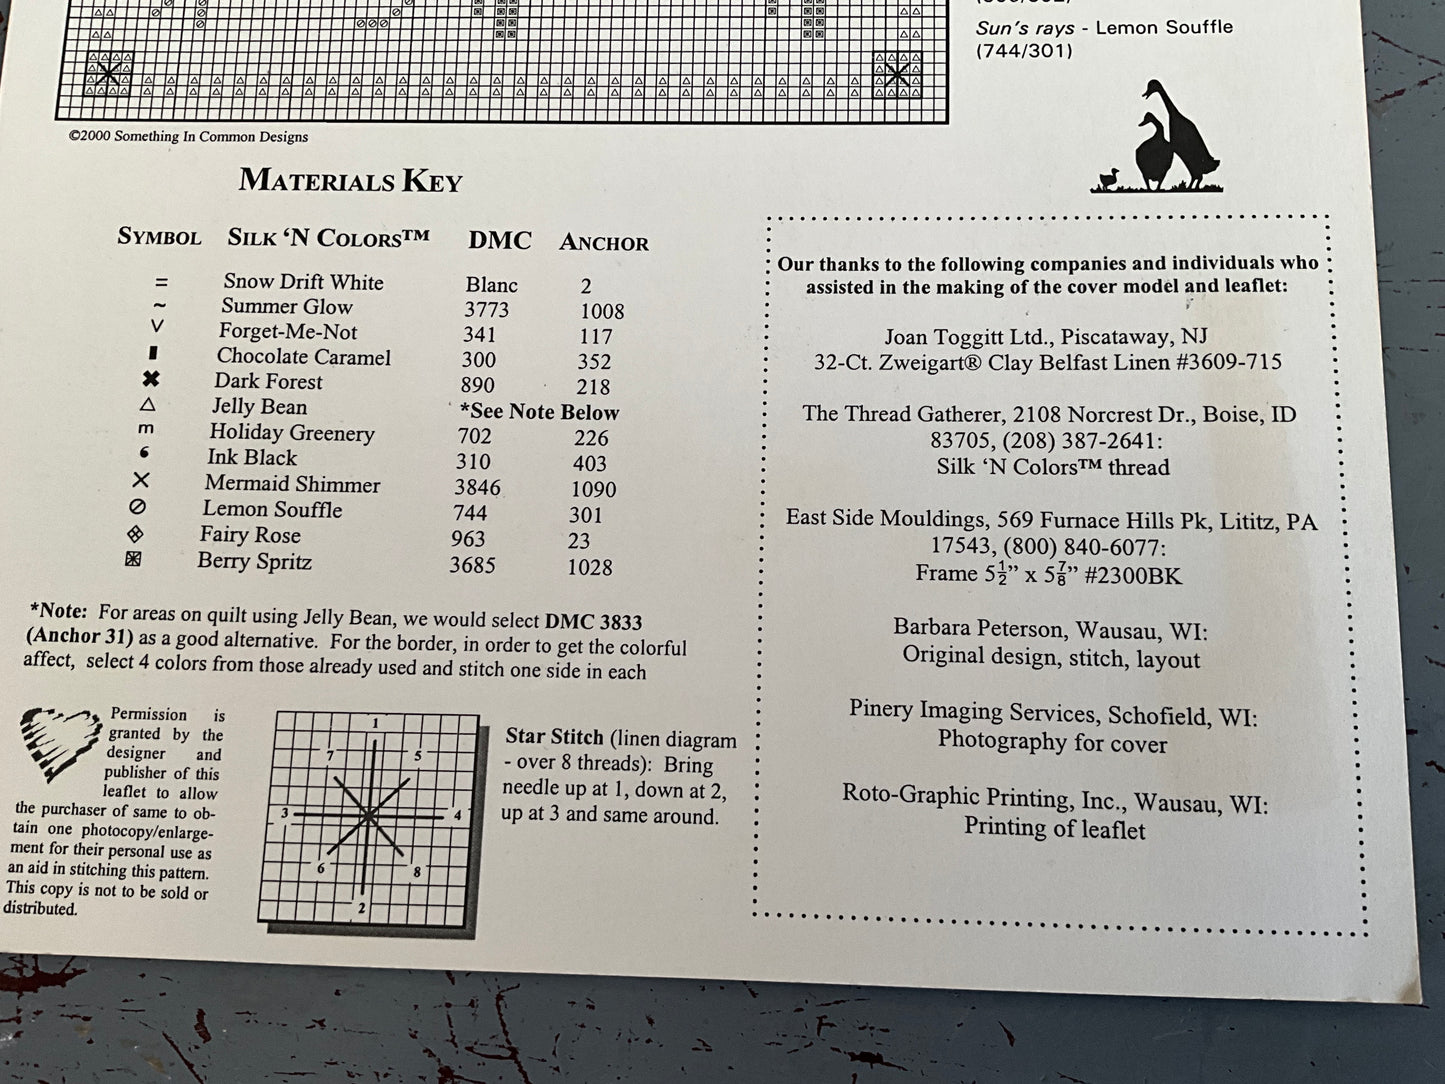 Sun's rays - Lemon Souffle
(744/301)
©2000 Something In Common Designs
MATERIALS KEY
SYMBOL SILK 'N COLORS™ DMC ANCHOR
= Snow Drift White Blanc 2
~ Summer Glow 3773 1008
V Forget-Me-Not 341 117
▮ Chocolate Caramel 300 352
✖ Dark Forest 890 218
△ Jelly Bean *See Note Below
m Holiday Greenery 702 226
Ink Black 310 403
X Mermaid Shimmer 3846 1090
⊘ Lemon Souffle 744 301
Fairy Rose 963 23
Berry Spritz 3685 1028
*Note: For areas on quilt using Jelly Bean, we would select DMC 3833
(Anchor 31) as a good alternative. For the border, in order to get the colorful
affect, select 4 colors from those already used and stitch one side in each
Permission is
granted by the
designer and
publisher of this
leaflet to allow
the purchaser of same to ob-
tain one photocopy/enlarge-
ment for their personal use as
an aid in stitching this pattern.
This copy is not to be sold or
distributed.
1
7 5
3 4
6 8
2
Star Stitch (linen diagram
- over 8 threads): Bring
needle up at 1, down at 2,
up at 3 and same around.
Our thanks to the following companies and individuals who
assisted in the making of the cover model and leaflet:
Joan Toggitt Ltd., Piscataway, NJ
32-Ct. Zweigart® Clay Belfast Linen #3609-715
The Thread Gatherer, 2108 Norcrest Dr., Boise, ID
83705, (208) 387-2641:
Silk 'N Colors™ thread
East Side Mouldings, 569 Furnace Hills Pk, Lititz, PA
17543, (800) 840-6077:
Frame 5½" x 5⅞" #2300BK
Barbara Peterson, Wausau, WI:
Original design, stitch, layout
Pinery Imaging Services, Schofield, WI:
Photography for cover
Roto-Graphic Printing, Inc., Wausau, WI:
Printing of leaflet